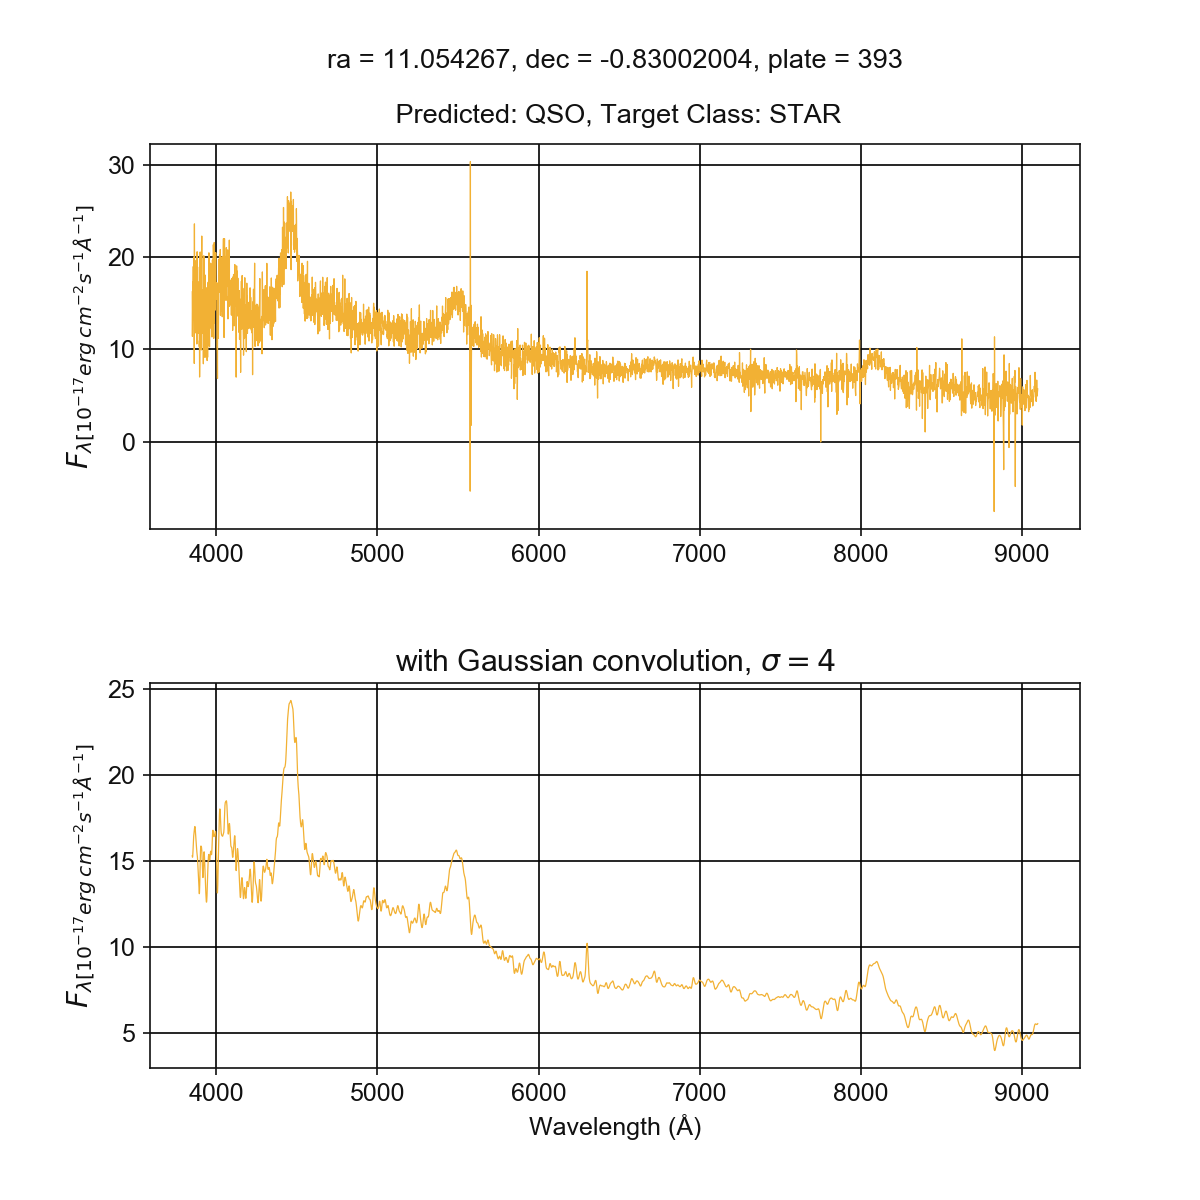 ra = 11.054267, dec = -0.83002004, plate = 393
Predicted: QSO, Target Class: STAR
F_λ[10^{-17} erg cm^{-2} s^{-1} Å^{-1}]
30
20
10
0
4000 5000 6000 7000 8000 9000
with Gaussian convolution, σ = 4
F_λ[10^{-17} erg cm^{-2} s^{-1} Å^{-1}]
25
20
15
10
5
4000 5000 6000 7000 8000 9000
Wavelength (Å)